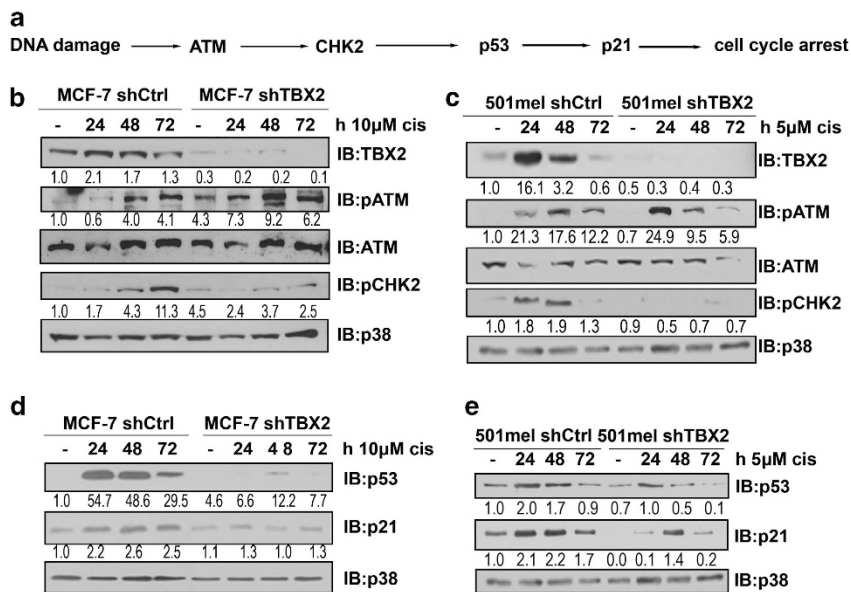 a
DNA damage ATM CHK2 p53 p21 cell cycle arrest
b
MCF-7 shCtrl MCF-7 shTBX2
- 24 48 72 - 24 48 72 h 10µM cis
IB:TBX2
1.0 2.1 1.7 1.3 0.3 0.2 0.2 0.1
IB:pATM
1.0 0.6 4.0 4.1 4.3 7.3 9.2 6.2
IB:ATM
IB:pCHK2
1.0 1.7 4.3 11.3 4.5 2.4 3.7 2.5
IB:p38
c
501mel shCtrl 501mel shTBX2
- 24 48 72 - 24 48 72 h 5µM cis
IB:TBX2
1.0 16.1 3.2 0.6 0.5 0.3 0.4 0.3
IB:pATM
1.0 21.3 17.6 12.2 0.7 24.9 9.5 5.9
IB:ATM
IB:pCHK2
1.0 1.8 1.9 1.3 0.9 0.5 0.7 0.7
IB:p38
d
MCF-7 shCtrl MCF-7 shTBX2
- 24 48 72 - 24 4 8 72 h 10µM cis
IB:p53
1.0 54.7 48.6 29.5 4.6 6.6 12.2 7.7
IB:p21
1.0 2.2 2.6 2.5 1.1 1.3 1.0 1.3
IB:p38
e
501mel shCtrl 501mel shTBX2
- 24 48 72 - 24 48 72 h 5µM cis
IB:p53
1.0 2.0 1.7 0.9 0.7 1.0 0.5 0.1
IB:p21
1.0 2.1 2.2 1.7 0.0 0.1 1.4 0.2
IB:p38